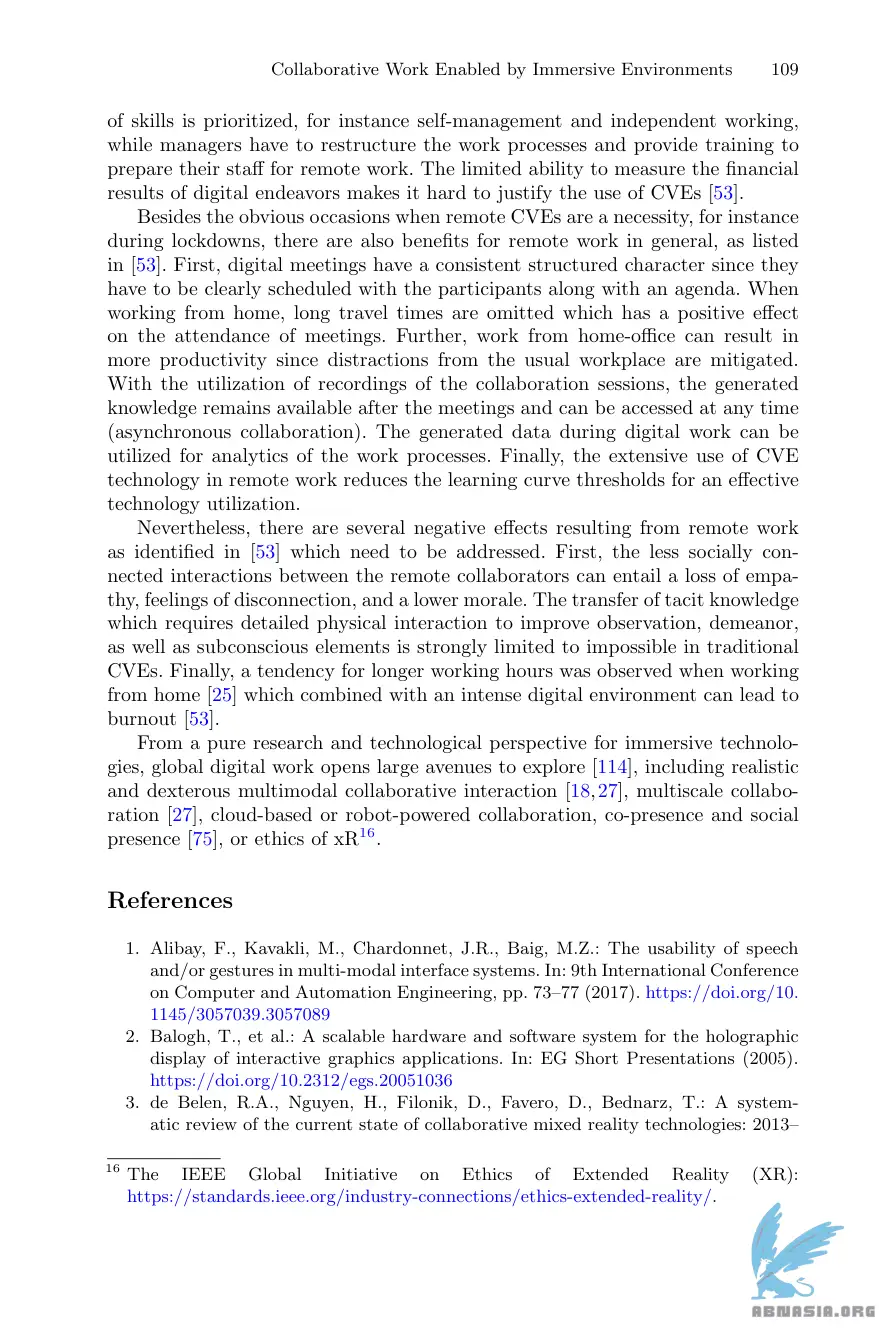 Collaborative Work Enabled by Immersive Environments 109
of skills is prioritized, for instance self-management and independent working,
while managers have to restructure the work processes and provide training to
prepare their staff for remote work. The limited ability to measure the financial
results of digital endeavors makes it hard to justify the use of CVEs [53].
Besides the obvious occasions when remote CVEs are a necessity, for instance
during lockdowns, there are also benefits for remote work in general, as listed
in [53]. First, digital meetings have a consistent structured character since they
have to be clearly scheduled with the participants along with an agenda. When
working from home, long travel times are omitted which has a positive effect
on the attendance of meetings. Further, work from home-office can result in
more productivity since distractions from the usual workplace are mitigated.
With the utilization of recordings of the collaboration sessions, the generated
knowledge remains available after the meetings and can be accessed at any time
(asynchronous collaboration). The generated data during digital work can be
utilized for analytics of the work processes. Finally, the extensive use of CVE
technology in remote work reduces the learning curve thresholds for an effective
technology utilization.
Nevertheless, there are several negative effects resulting from remote work
as identified in [53] which need to be addressed. First, the less socially con-
nected interactions between the remote collaborators can entail a loss of empa-
thy, feelings of disconnection, and a lower morale. The transfer of tacit knowledge
which requires detailed physical interaction to improve observation, demeanor,
as well as subconscious elements is strongly limited to impossible in traditional
CVEs. Finally, a tendency for longer working hours was observed when working
from home [25] which combined with an intense digital environment can lead to
burnout [53].
From a pure research and technological perspective for immersive technolo-
gies, global digital work opens large avenues to explore [114], including realistic
and dexterous multimodal collaborative interaction [18,27], multiscale collabo-
ration [27], cloud-based or robot-powered collaboration, co-presence and social
presence [75], or ethics of xR16.
References
1. Alibay, F., Kavakli, M., Chardonnet, J.R., Baig, M.Z.: The usability of speech
and/or gestures in multi-modal interface systems. In: 9th International Conference
on Computer and Automation Engineering, pp. 73–77 (2017). https://doi.org/10.
1145/3057039.3057089
2. Balogh, T., et al.: A scalable hardware and software system for the holographic
display of interactive graphics applications. In: EG Short Presentations (2005).
https://doi.org/10.2312/egs.20051036
3. de Belen, R.A., Nguyen, H., Filonik, D., Favero, D., Bednarz, T.: A system-
atic review of the current state of collaborative mixed reality technologies: 2013–
16 The IEEE Global Initiative on Ethics of Extended Reality (XR):
https://standards.ieee.org/industry-connections/ethics-extended-reality/.
ABNASIA.ORG